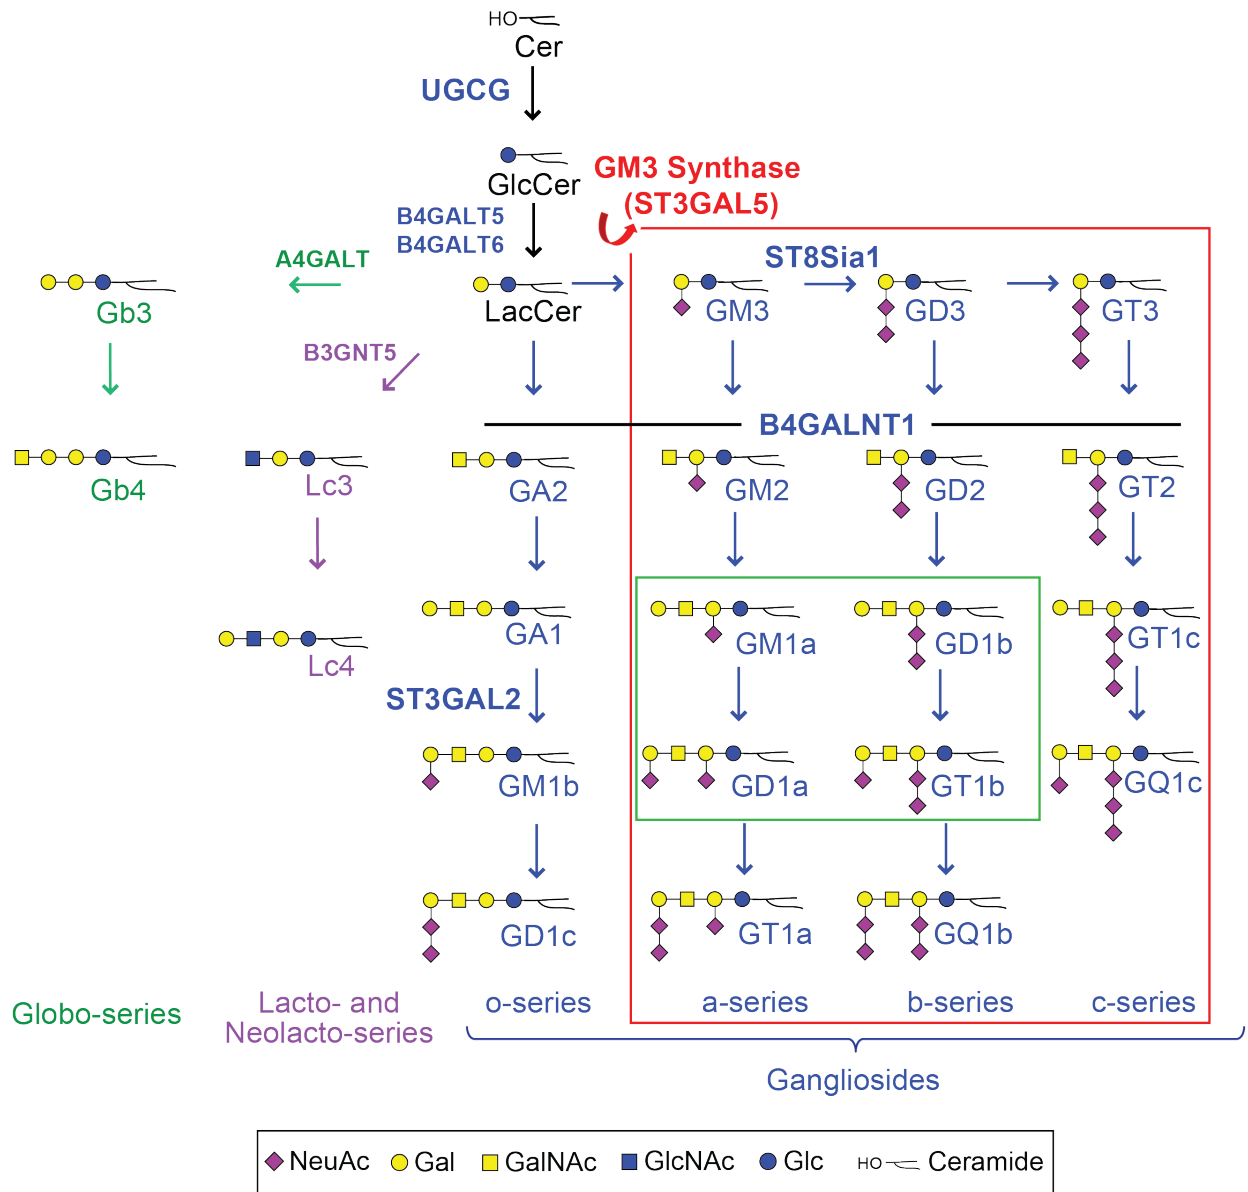 HO
Cer
UGCG
GlcCer
GM3 Synthase
(ST3GAL5)
B4GALT5
B4GALT6
A4GALT
ST8Sia1
Gb3
LacCer
GM3
GD3
GT3
B3GNT5
B4GALNT1
Gb4
Lc3
GA2
GM2
GD2
GT2
GA1
GM1a
GD1b
GT1c
Lc4
ST3GAL2
GM1b
GD1a
GT1b
GQ1c
GD1c
GT1a
GQ1b
Globo-series
Lacto- and
Neolacto-series
o-series
a-series
b-series
c-series
Gangliosides
NeuAc Gal GalNAc GlcNAc Glc HO Ceramide